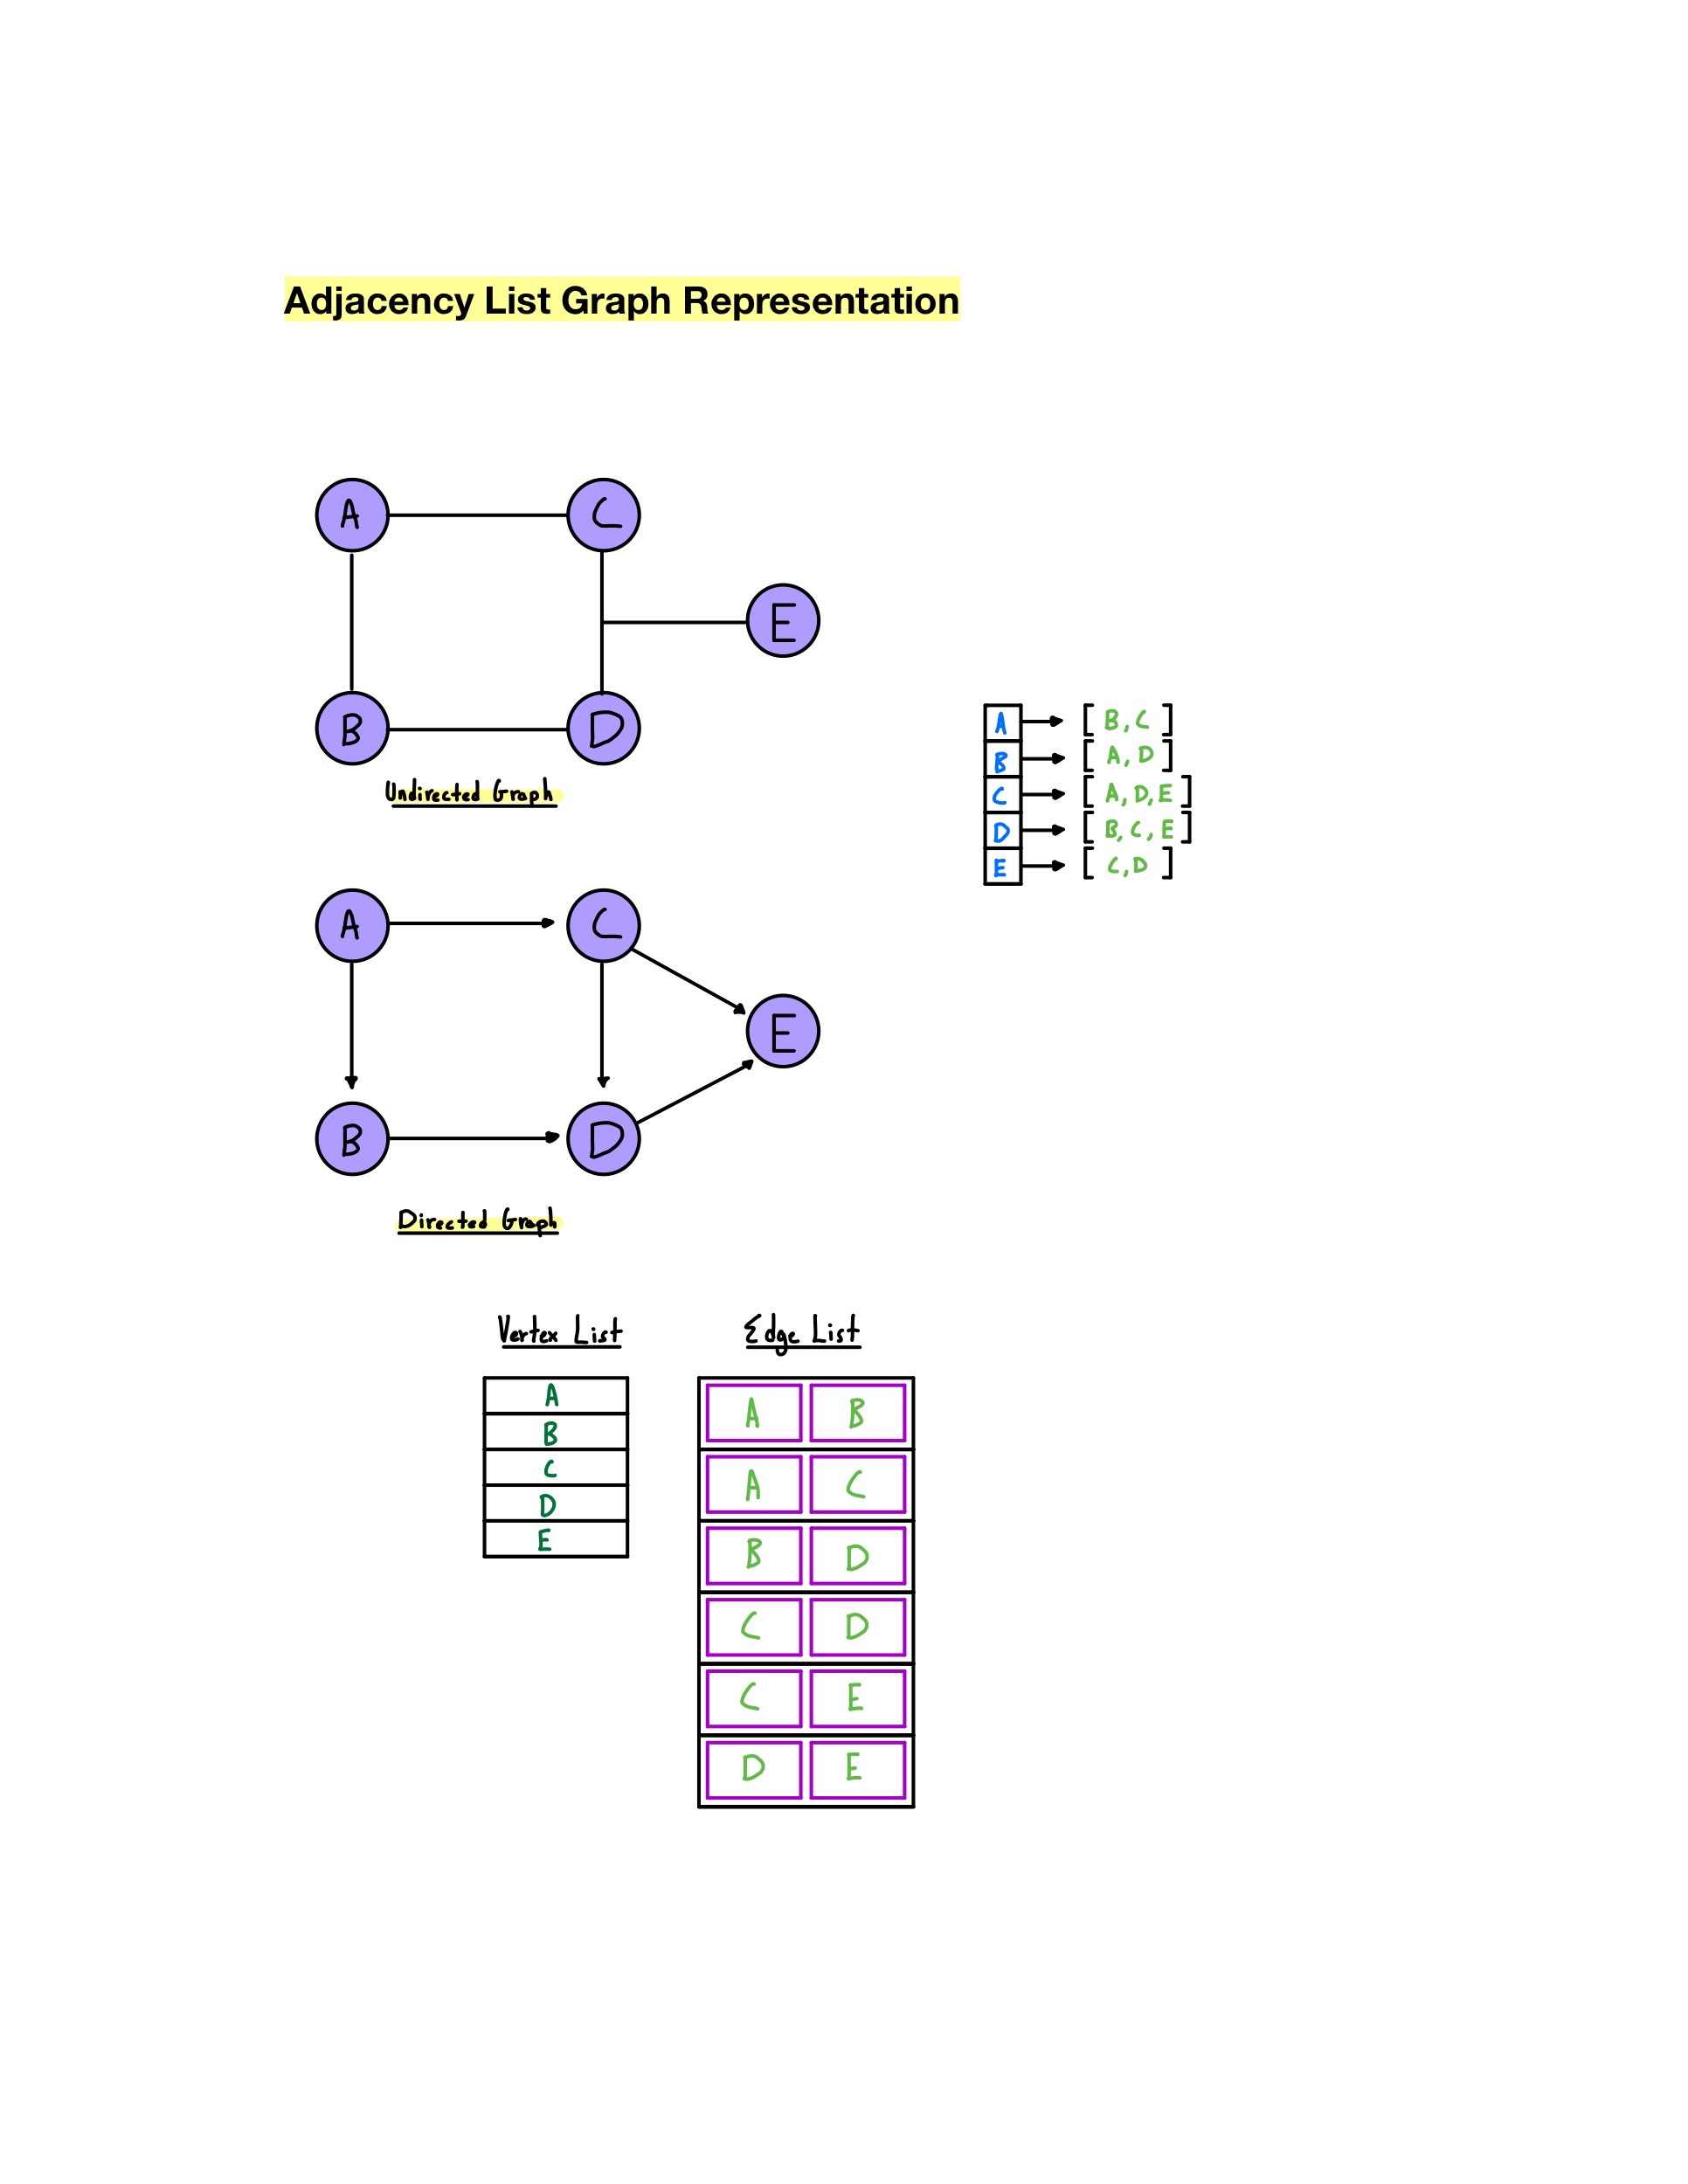 Adjacency List Graph Representation
A
C
E
B
D
Undirected Graph
A [B, C]
B [A, D]
C [A, D, E]
D [B, C, E]
E [C, D]
A
C
E
B
D
Directed Graph
Vertex List
A
B
C
D
E
Edge List
A B
A C
B D
C D
C E
D E